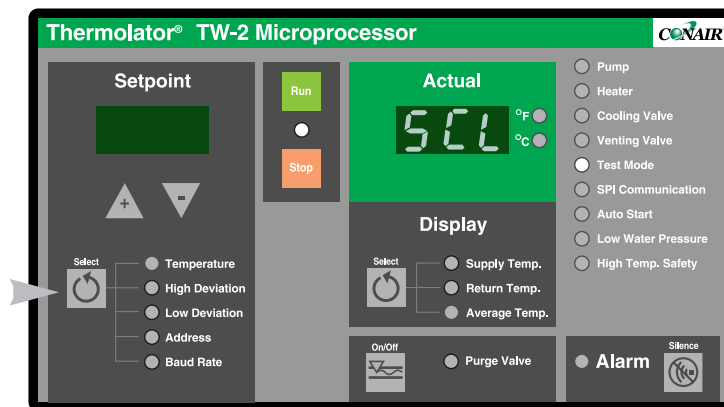 Thermolator® TW-2 Microprocessor
CONAIR
Setpoint
+
-
Select
Temperature
High Deviation
Low Deviation
Address
Baud Rate
Run
Stop
Actual
SCL
°F
°C
Display
Select
Supply Temp.
Return Temp.
Average Temp.
On/Off
Purge Valve
Pump
Heater
Cooling Valve
Venting Valve
Test Mode
SPI Communication
Auto Start
Low Water Pressure
High Temp. Safety
Alarm
Silence